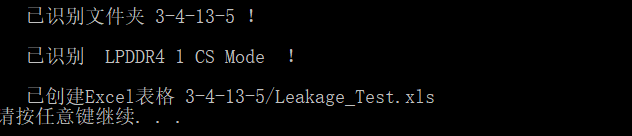 已识别文件夹 3-4-13-5 !
已识别  LPDDR4 1 CS Mode  !
已创建Excel表格 3-4-13-5/Leakage_Test.xls
请按任意键继续. . .